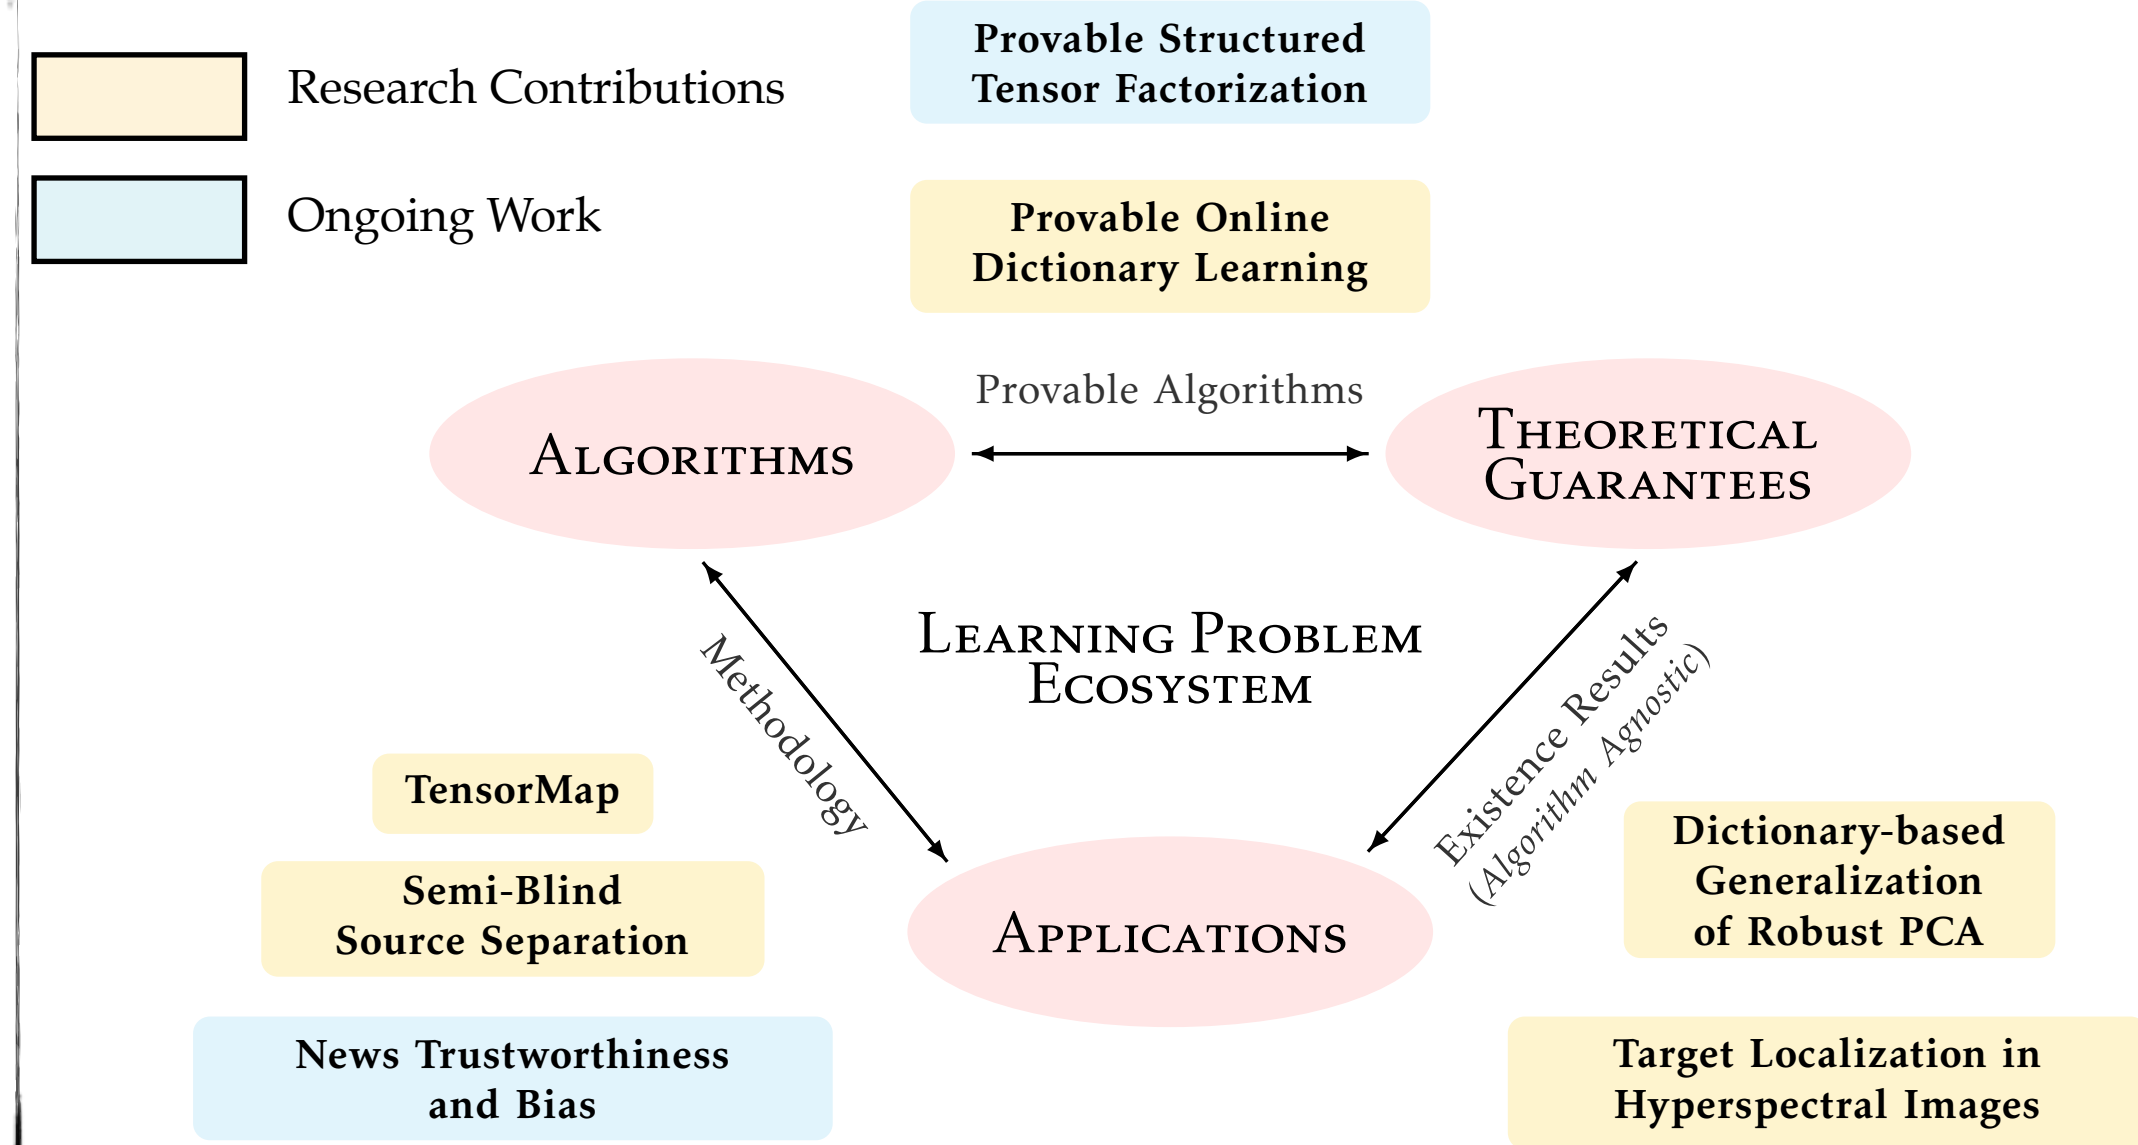 Research Contributions
Ongoing Work
Provable Structured
Tensor Factorization
Provable Online
Dictionary Learning
Provable Algorithms
ALGORITHMS
THEORETICAL
GUARANTEES
LEARNING PROBLEM
ECOSYSTEM
Methodology
Existence Results
(Algorithm Agnostic)
APPLICATIONS
TensorMap
Semi-Blind
Source Separation
News Trustworthiness
and Bias
Dictionary-based
Generalization
of Robust PCA
Target Localization in
Hyperspectral Images